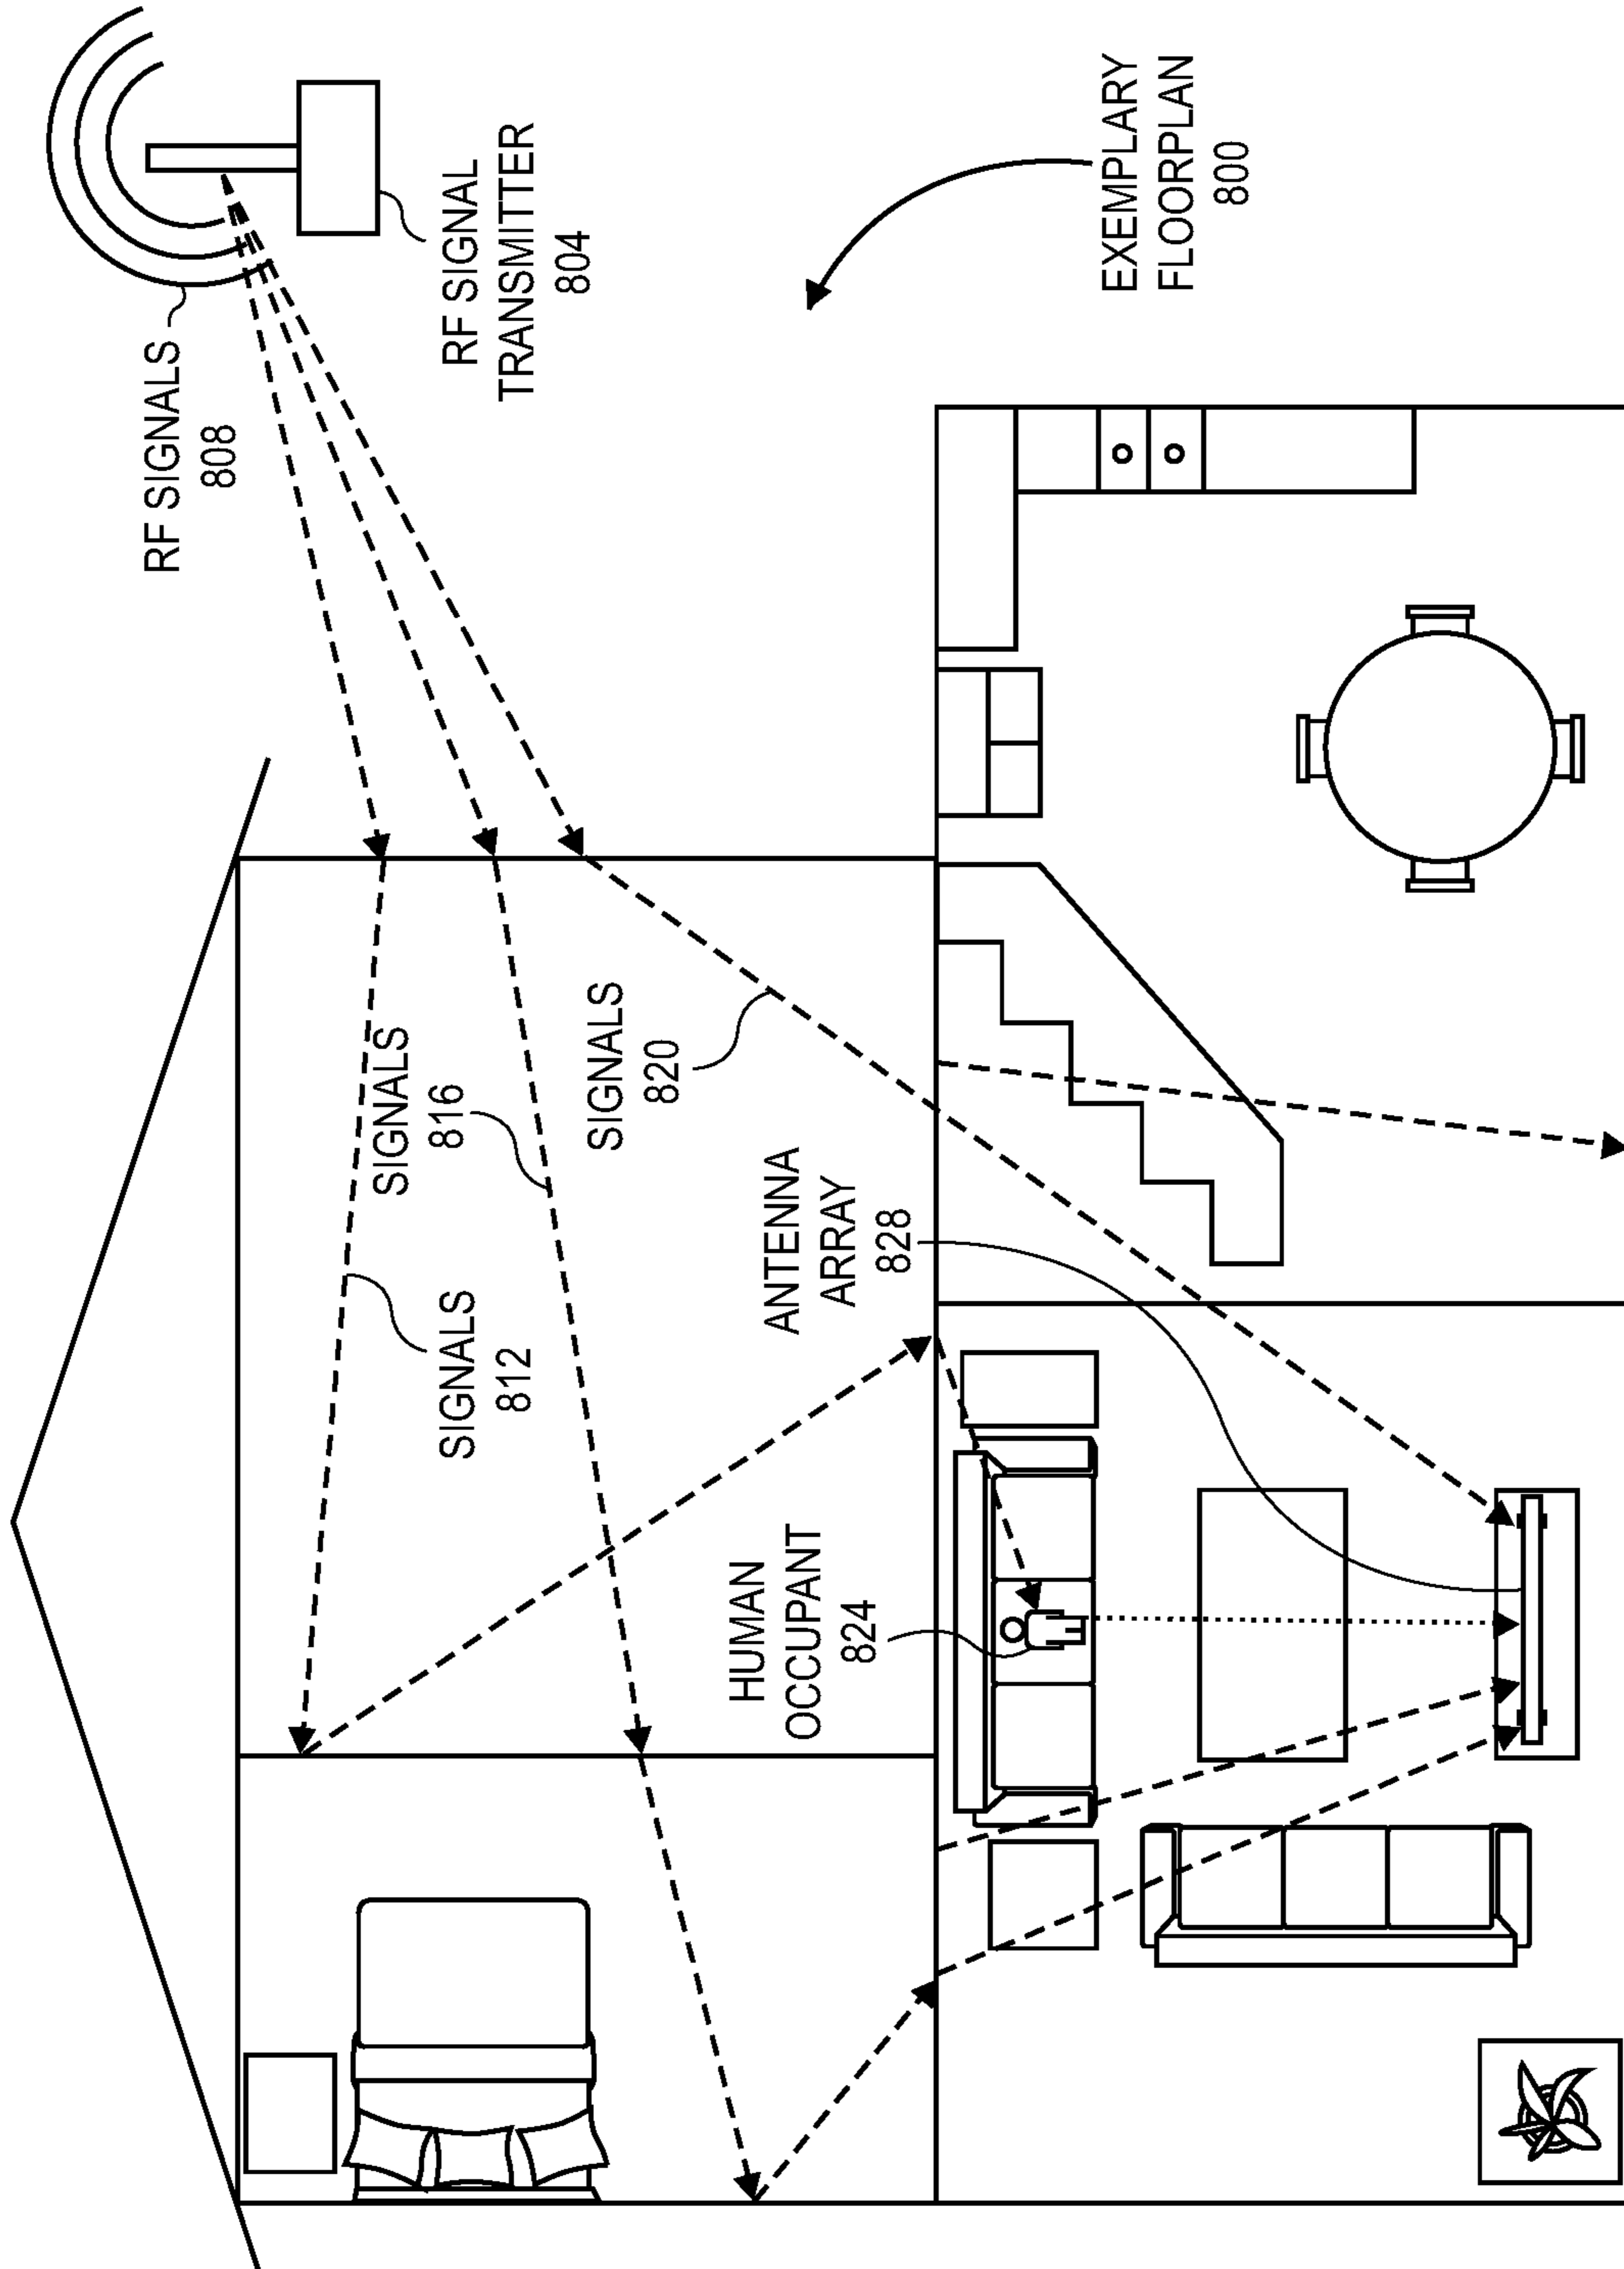 RF SIGNALS
808
RF SIGNAL
TRANSMITTER
804
EXEMPLARY
FLOORPLAN
800
SIGNALS
816
SIGNALS
812
SIGNALS
820
ANTENNA
ARRAY
828
HUMAN
OCCUPANT
824